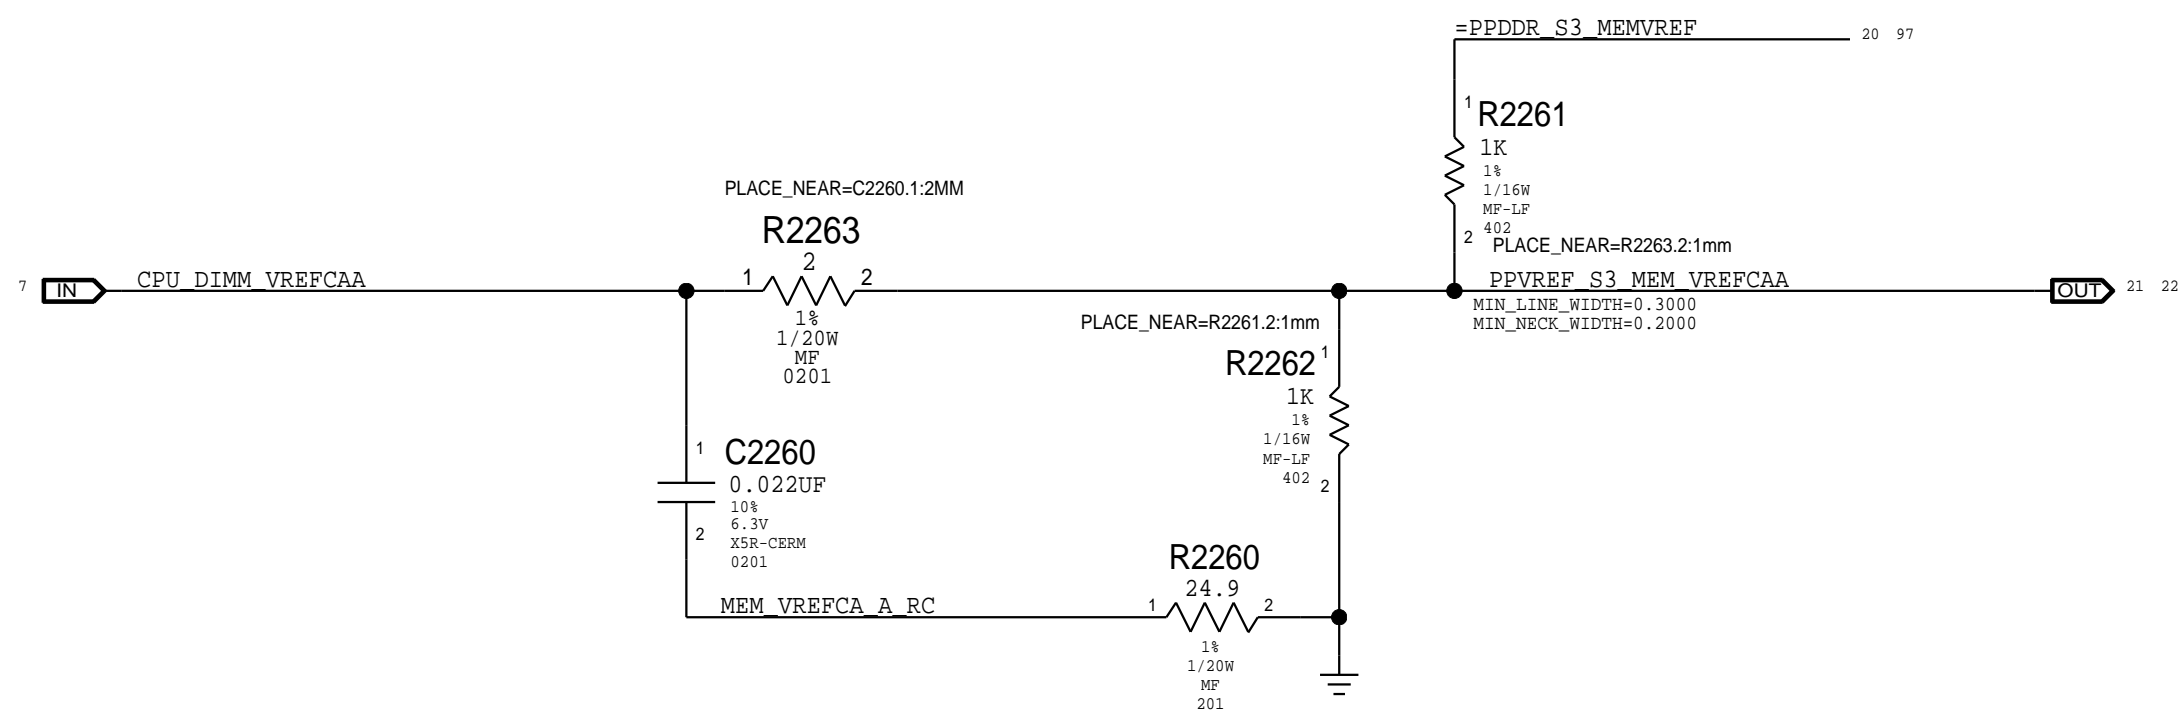 =PPDDR_S3_MEMVREF
20 97
1
R2261
1K
1%
1/16W
MF-LF
402
2
PLACE_NEAR=R2263.2:1mm
PLACE_NEAR=C2260.1:2MM
R2263
2
1
2
1%
1/20W
MF
0201
7
IN
CPU_DIMM_VREFCAA
PPVREF_S3_MEM_VREFCAA
OUT
21 22
MIN_LINE_WIDTH=0.3000
MIN_NECK_WIDTH=0.2000
PLACE_NEAR=R2261.2:1mm
R2262
1
1K
1%
1/16W
MF-LF
402
2
1
C2260
0.022UF
10%
6.3V
X5R-CERM
0201
2
R2260
24.9
MEM_VREFCA_A_RC
1
2
1%
1/20W
MF
201